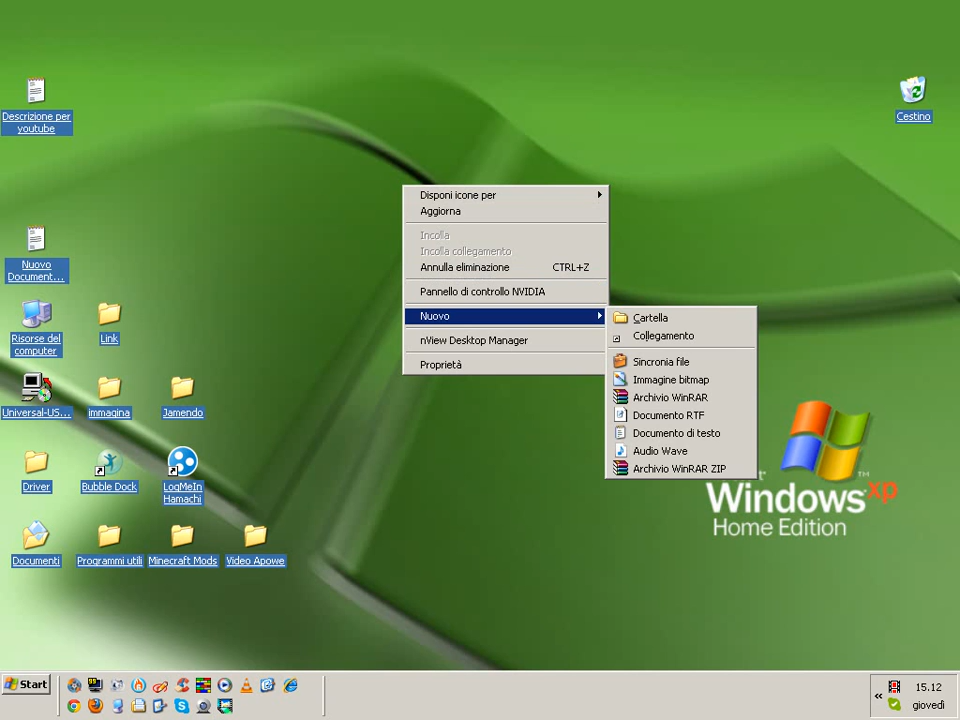 Descrizione per
youtube
Cestino
Disponi icone per
Aggiorna
Incolla
Incolla collegamento
Annulla eliminazione CTRL+Z
Pannello di controllo NVIDIA
Nuovo
nView Desktop Manager
Proprietà
Cartella
Collegamento
Sincronia file
Immagine bitmap
Archivio WinRAR
Documento RTF
Documento di testo
Audio Wave
Archivio WinRAR ZIP
Nuovo
Document...
Risorse del
computer
Link
Universal-US...
immagina
Jamendo
Driver
Bubble Dock
LogMeIn
Hamachi
Documenti
Programmi utili
Minecraft Mods
Video Apowe
Windows xp
Home Edition
Start
15.12
giovedì